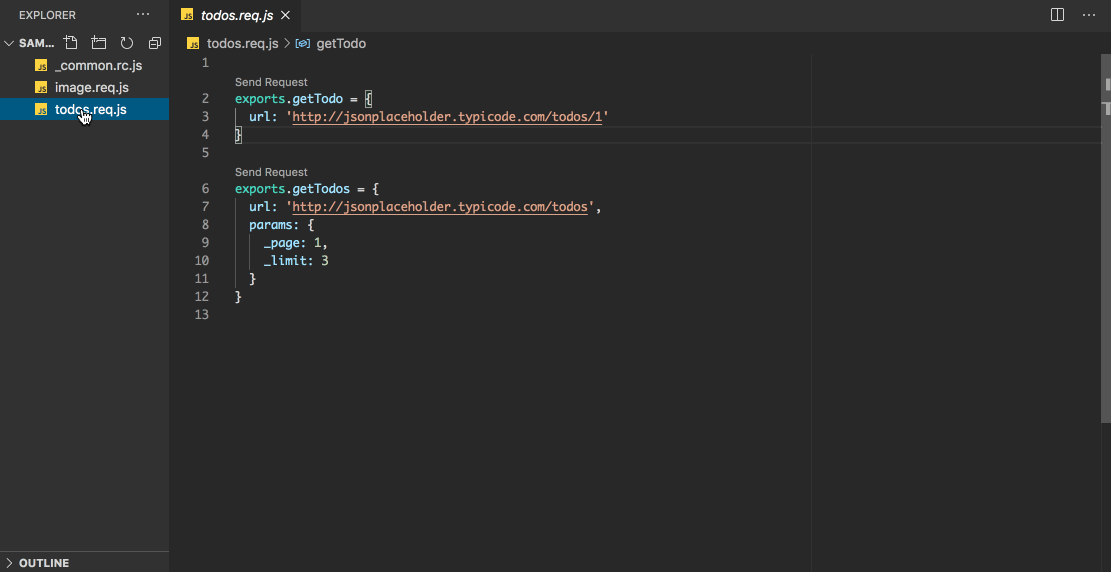 EXPLORER ···
JS todos.req.js ×
SAM...
JS todos.req.js > getTodo
JS _common.rc.js
JS image.req.js
JS todos.req.js
1
Send Request
2 exports.getTodo = {
3 url: 'http://jsonplaceholder.typicode.com/todos/1'
4 }
5
Send Request
6 exports.getTodos = {
7 url: 'http://jsonplaceholder.typicode.com/todos',
8 params: {
9 _page: 1,
10 _limit: 3
11 }
12 }
13
OUTLINE